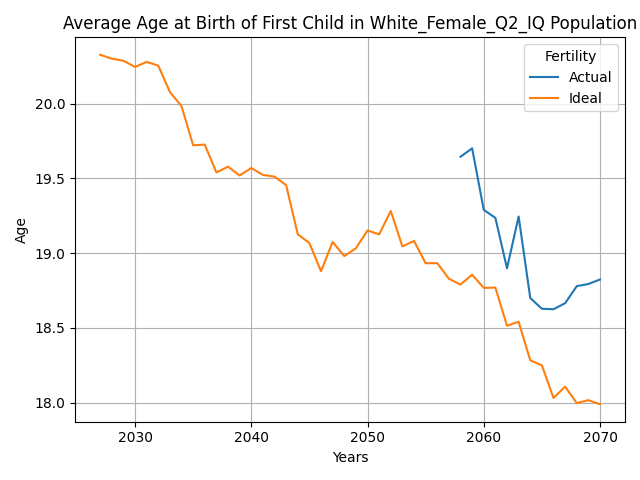 Average Age at Birth of First Child in White_Female_Q2_IQ Population
Fertility
Actual
Ideal
20.0
19.5
19.0
18.5
18.0
Age
2030 2040 2050 2060 2070
Years